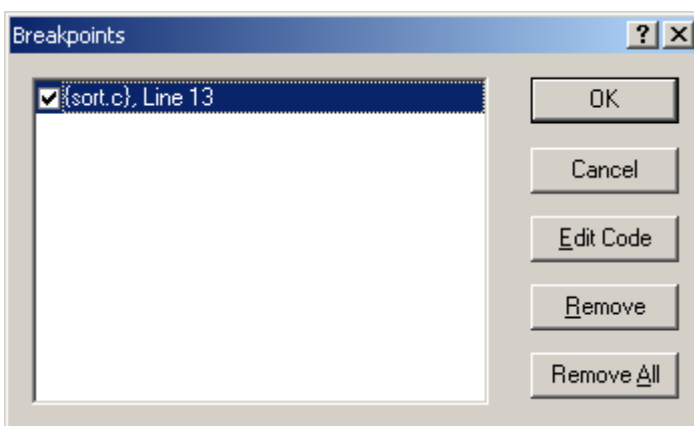 Breakpoints
{sort.c}, Line 13
OK
Cancel
Edit Code
Remove
Remove All